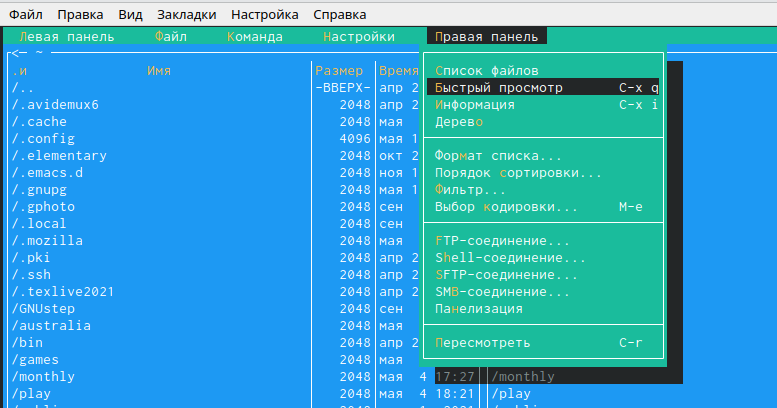 Файл Правка Вид Закладки Настройка Справка
Левая панель Файл Команда Настройки Правая панель
<— ~
.и Имя Размер Время Список файлов
/.. -ВВЕРХ- апр 2 Быстрый просмотр C-x q
/.avidemux6 2048 апр 2 Информация C-x i
/.cache 2048 мая Дерево
/.config 4096 мая 1
/.elementary 2048 окт 2 Формат списка...
/.emacs.d 2048 ноя 1 Порядок сортировки...
/.gnupg 2048 мая 1 Фильтр...
/.gphoto 2048 сен Выбор кодировки... M-e
/.local 2048 сен
/.mozilla 2048 мая FTP-соединение...
/.pki 2048 апр 2 Shell-соединение...
/.ssh 2048 апр 2 SFTP-соединение...
/.texlive2021 2048 апр 2 SMB-соединение...
/GNUstep 2048 сен Панелизация
/australia 2048 мая
/bin 2048 апр 2 Пересмотреть C-r
/games 2048 мая
/monthly 2048 мая 4 17:27 /monthly
/play 2048 мая 4 18:21 /play